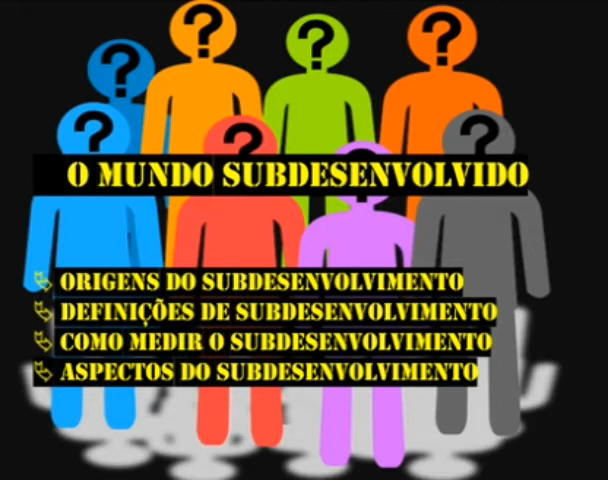 ? ? ? ?
? ? ?
O MUNDO SUBDESENVOLVIDO
ORIGENS DO SUBDESENVOLVIMENTO
DEFINIÇÕES DE SUBDESENVOLVIMENTO
COMO MEDIR O SUBDESENVOLVIMENTO
ASPECTOS DO SUBDESENVOLVIMENTO